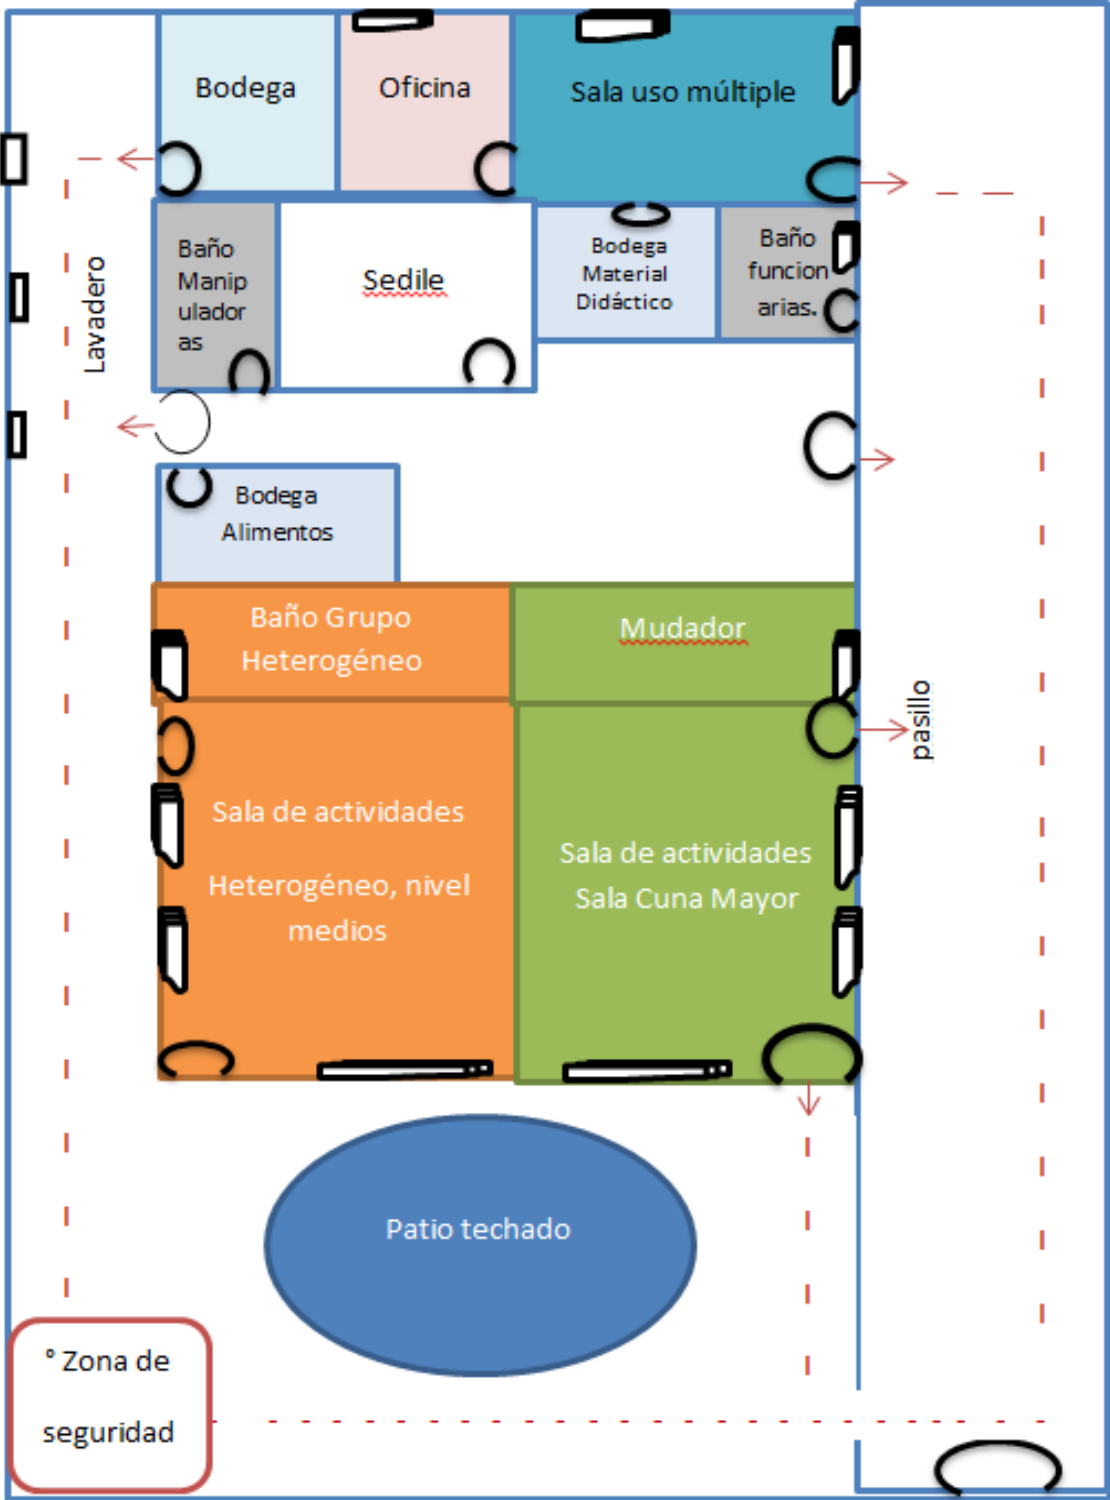 Bodega
Oficina
Sala uso múltiple
Baño
Manip
ulador
as
Sedile
Bodega
Material
Didáctico
Baño
funcion
arias.
Lavadero
Bodega
Alimentos
Baño Grupo
Heterogéneo
Mudador
pasillo
Sala de actividades
Heterogéneo, nivel
medios
Sala de actividades
Sala Cuna Mayor
Patio techado
° Zona de
seguridad